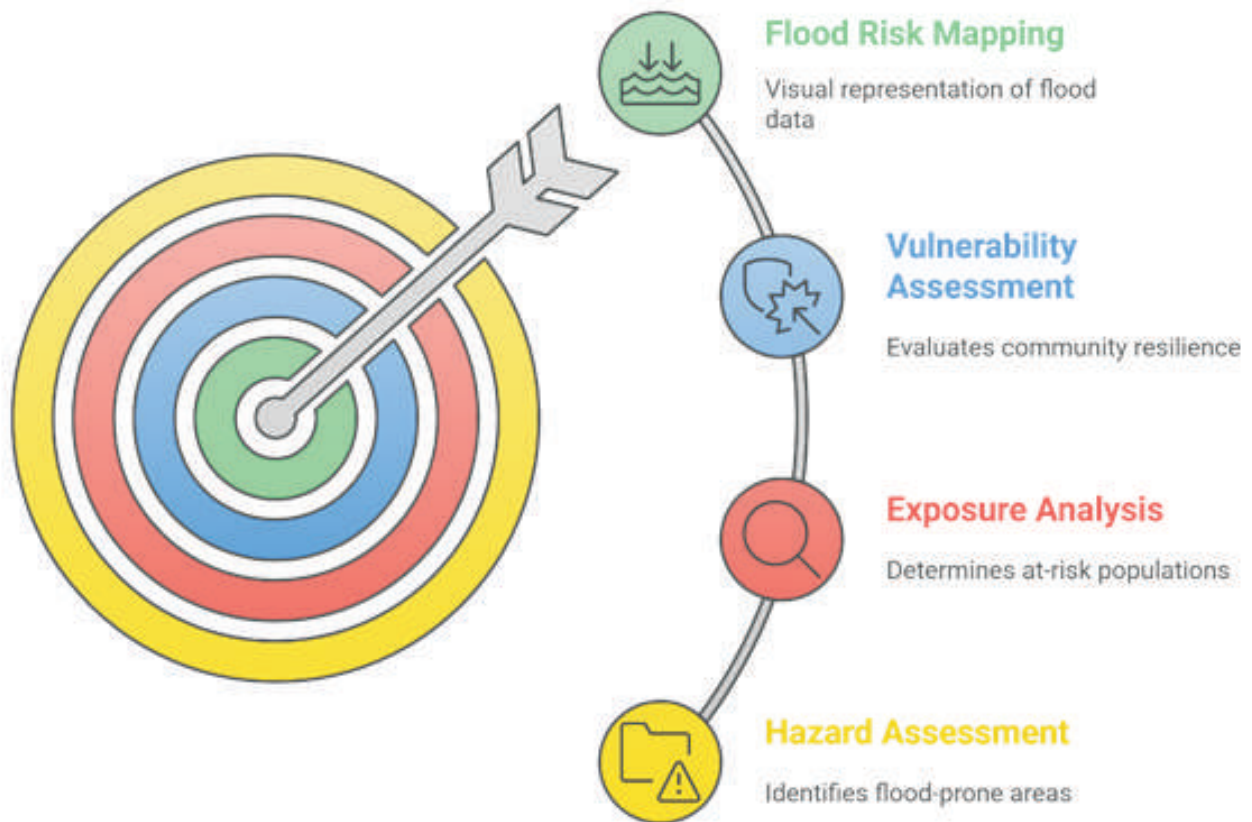 Flood Risk Mapping
Visual representation of flood
data
Vulnerability
Assessment
Evaluates community resilience
Exposure Analysis
Determines at-risk populations
Hazard Assessment
Identifies flood-prone areas